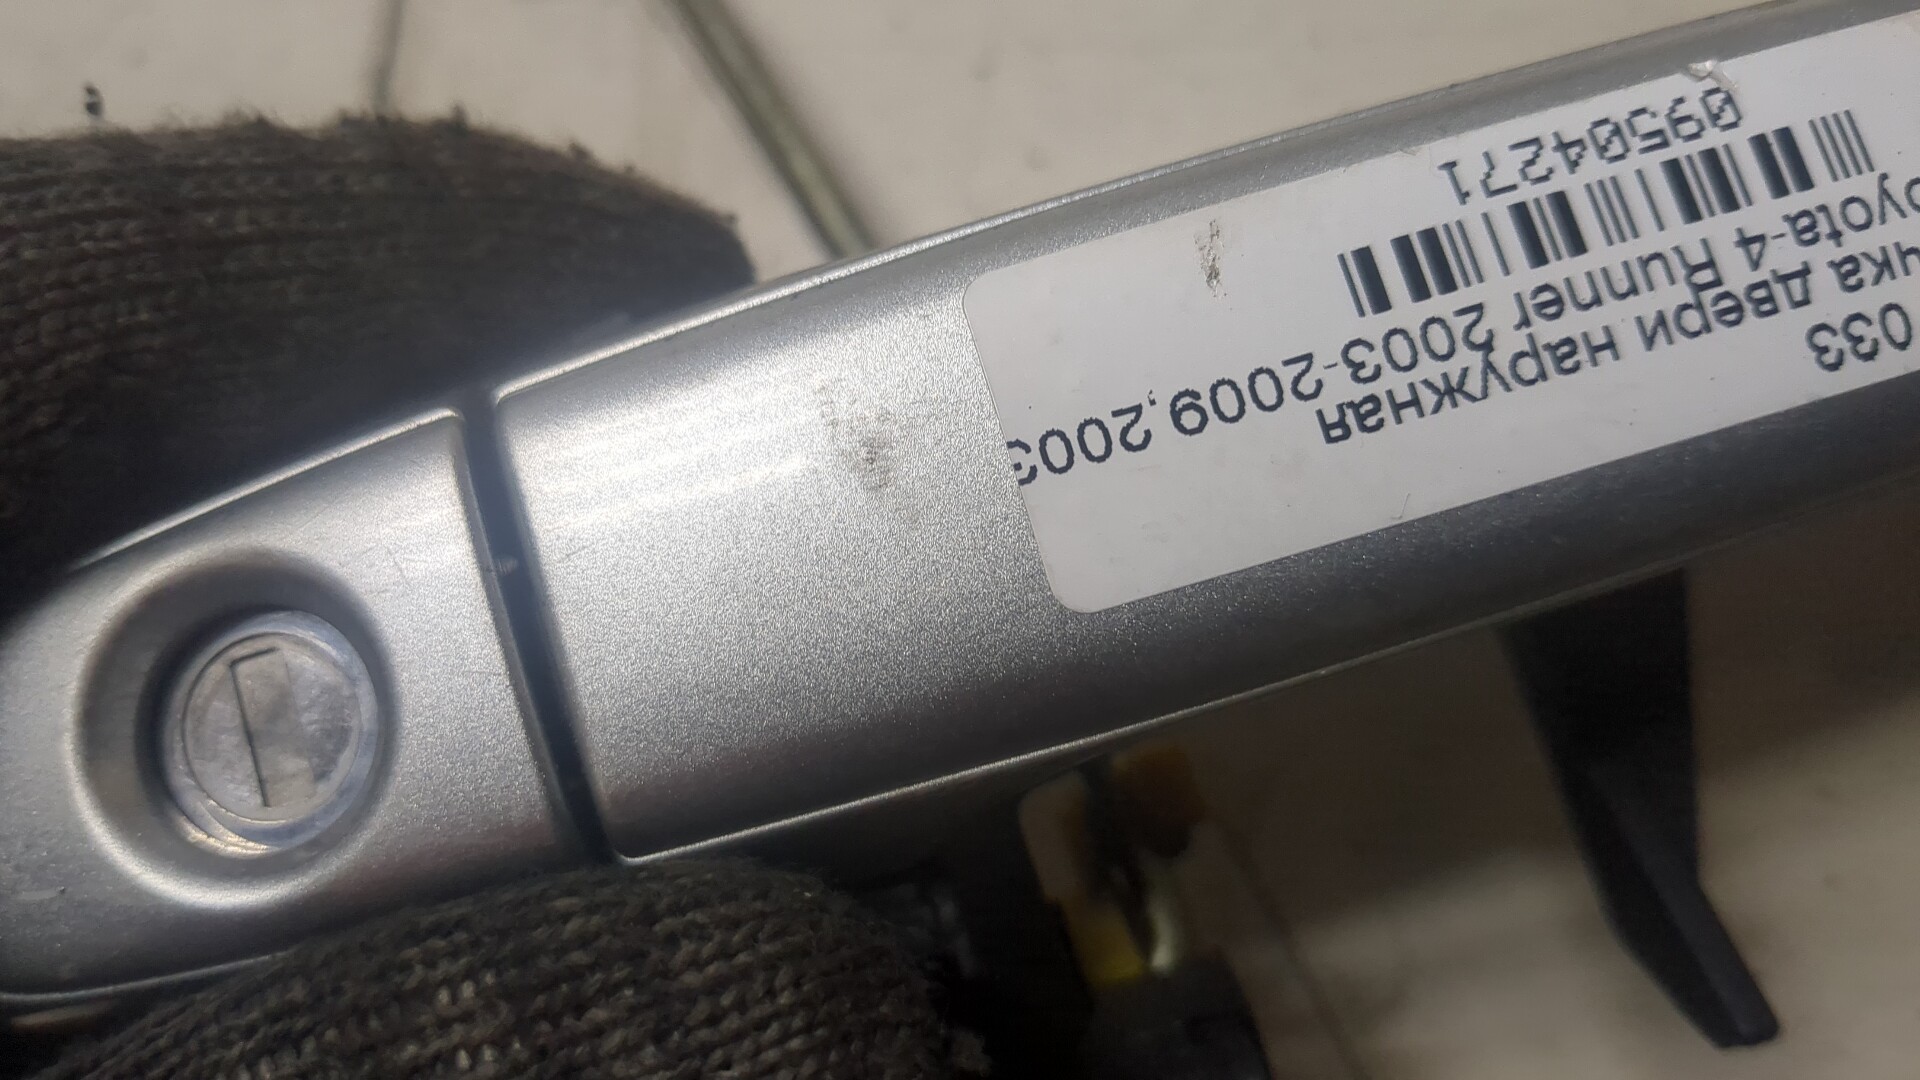 033
чка двери наружная
oyota-4 Runner 2003-2009,2003
09504271